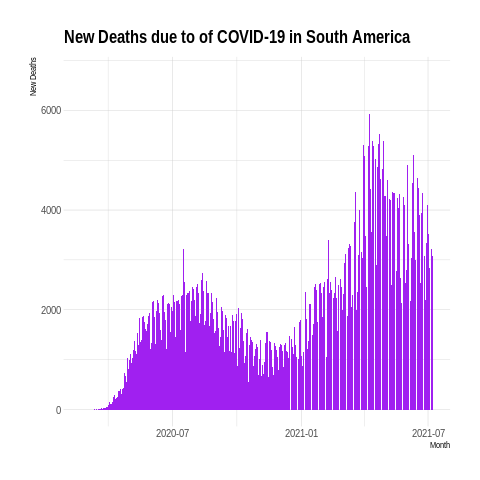 New Deaths due to of COVID-19 in South America
New Deaths
6000
4000
2000
0
2020-07
2021-01
2021-07
Month